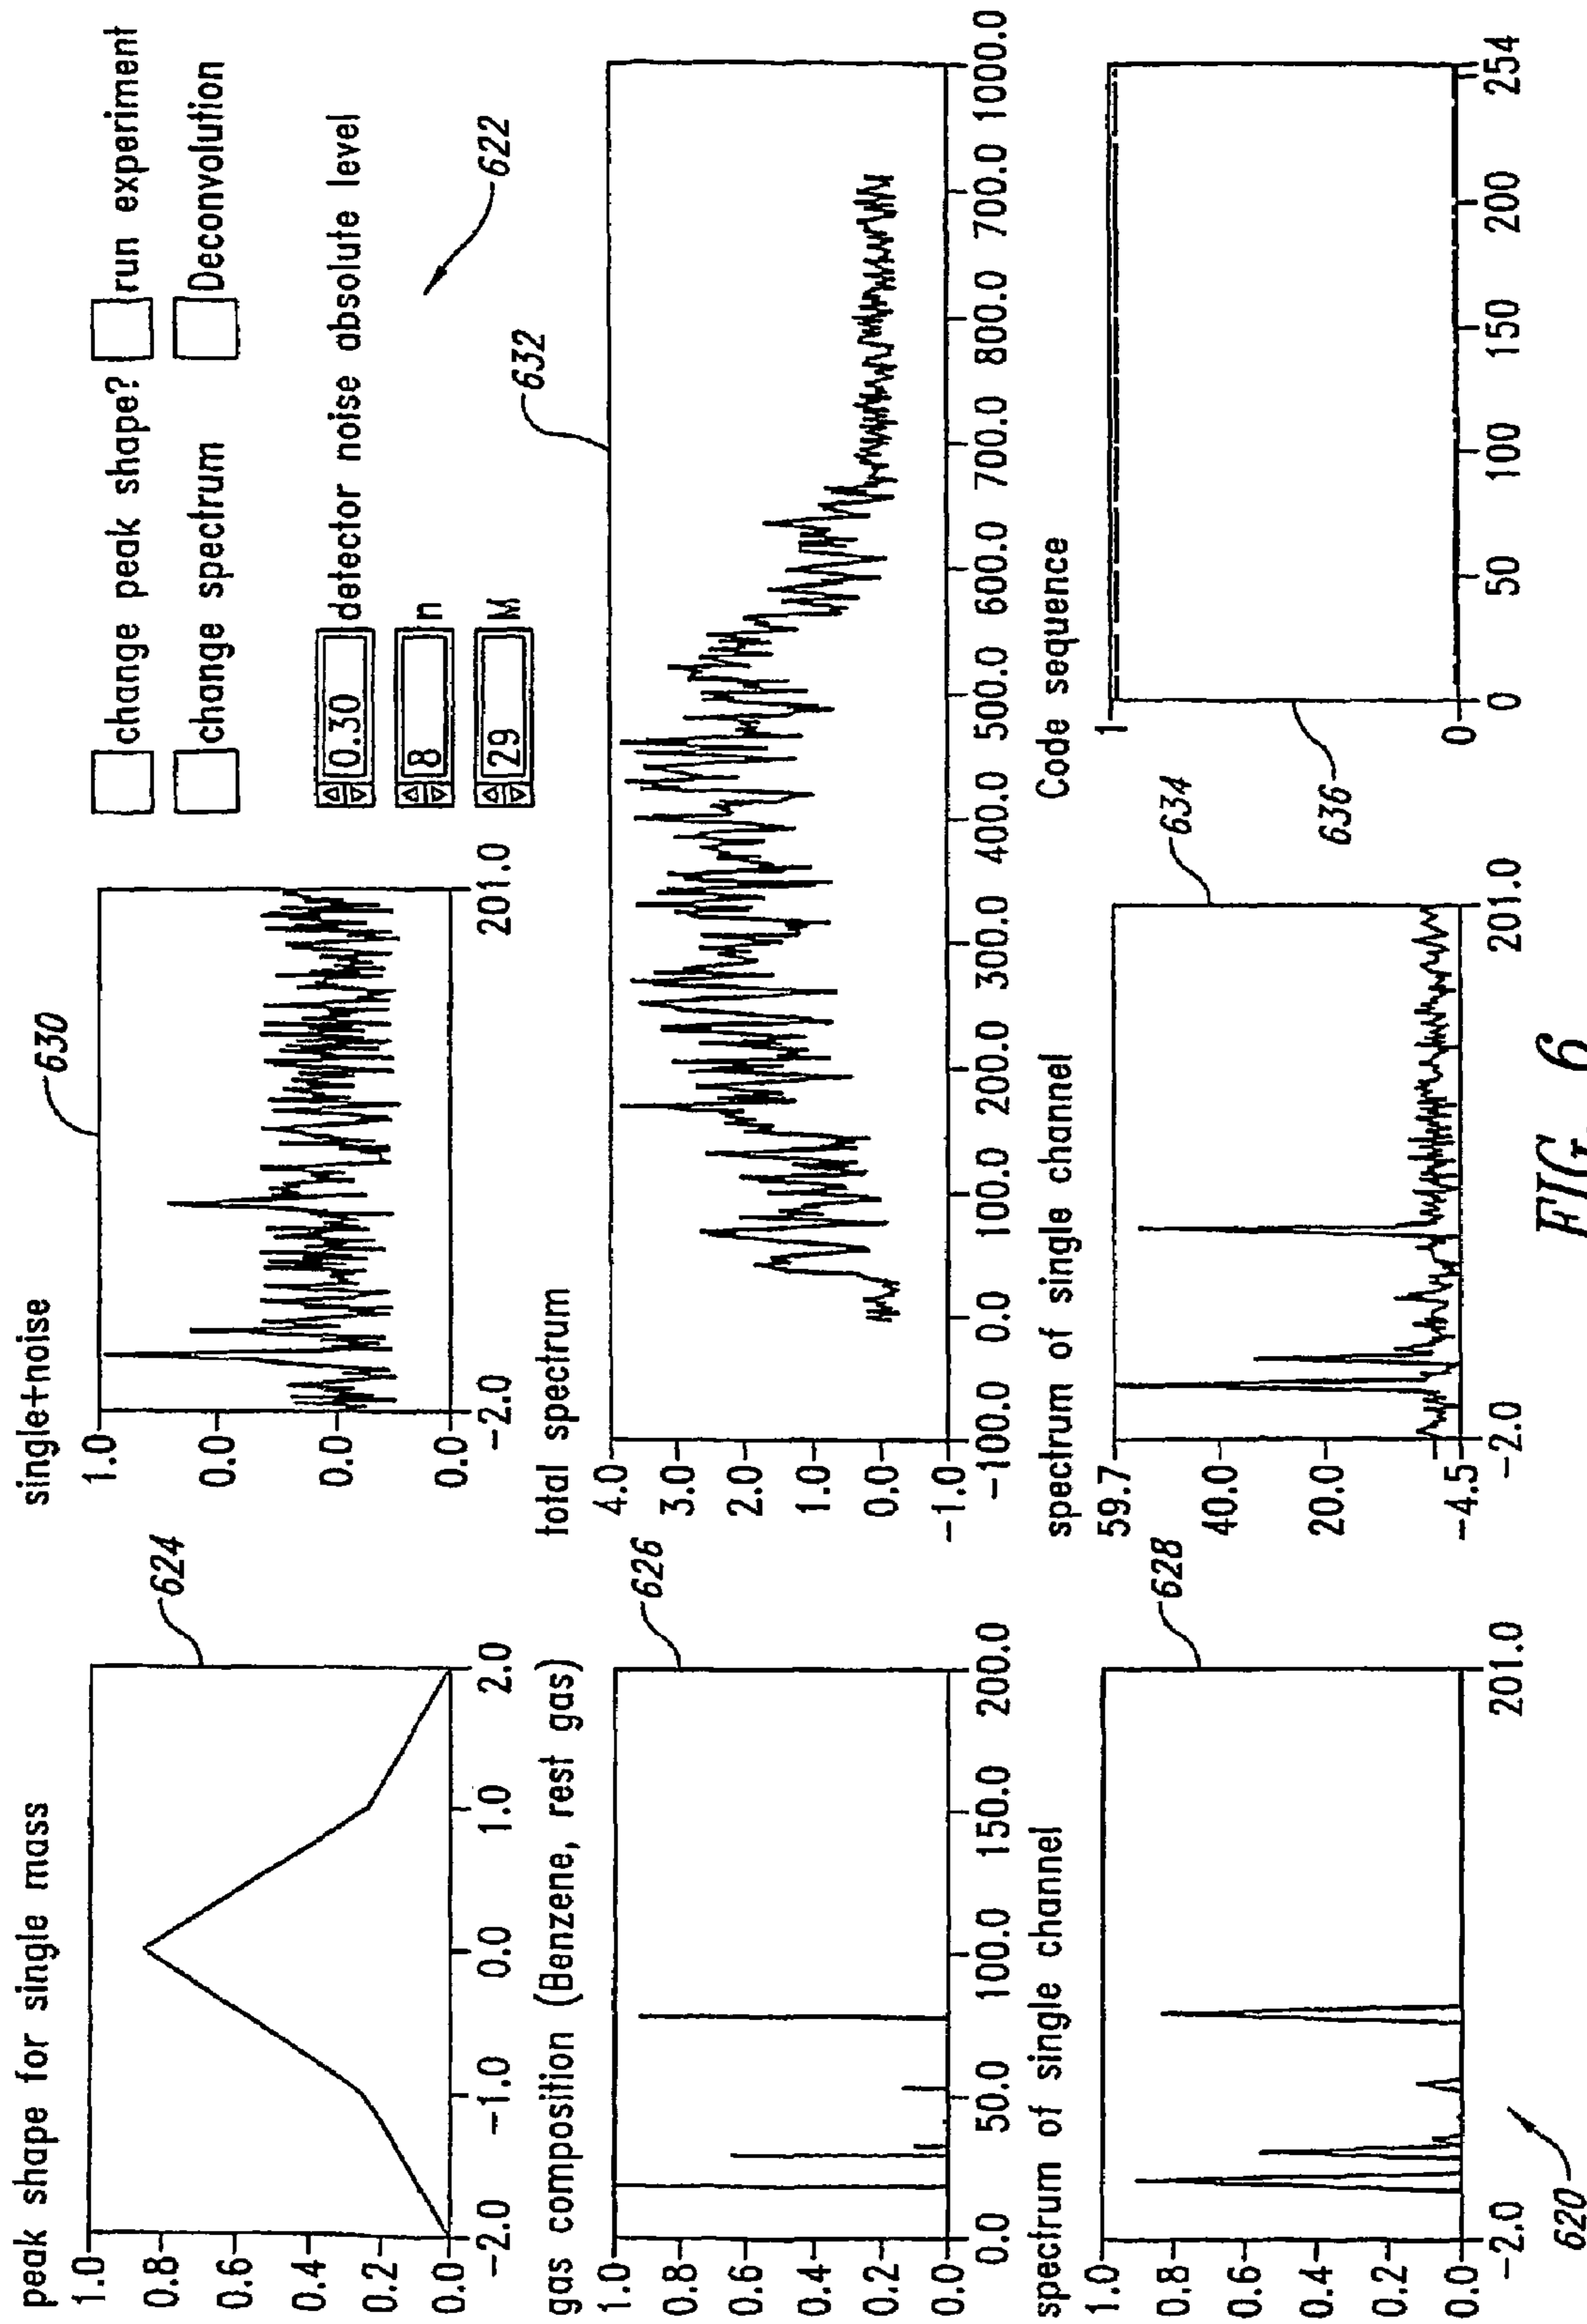 peak shape for single mass
1.0
0.8
0.6
0.4
0.2
0.0
-2.0 -1.0 0.0 1.0 2.0
624
single+noise
1.0
0.0
0.0
0.0
-2.0 201.0
630
change peak shape? run experiment
change spectrum Deconvolution
0.30 detector noise absolute level
8 n
29 M
622
gas composition (Benzene, rest gas)
1.0
0.8
0.6
0.4
0.2
0.0
0.0 50.0 100.0 150.0 200.0
626
total spectrum
4.0
3.0
2.0
1.0
0.0
-1.0
-100.0 0.0 100.0 200.0 300.0 400.0 500.0 600.0 700.0 800.0 700.0 1000.0
632
spectrum of single channel
1.0
0.8
0.6
0.4
0.2
0.0
-2.0 201.0
628
620
spectrum of single channel
59.7
40.0
20.0
-4.5
-2.0 201.0
634
Code sequence
1
0
0 50 100 150 200 254
636
FIG. 6